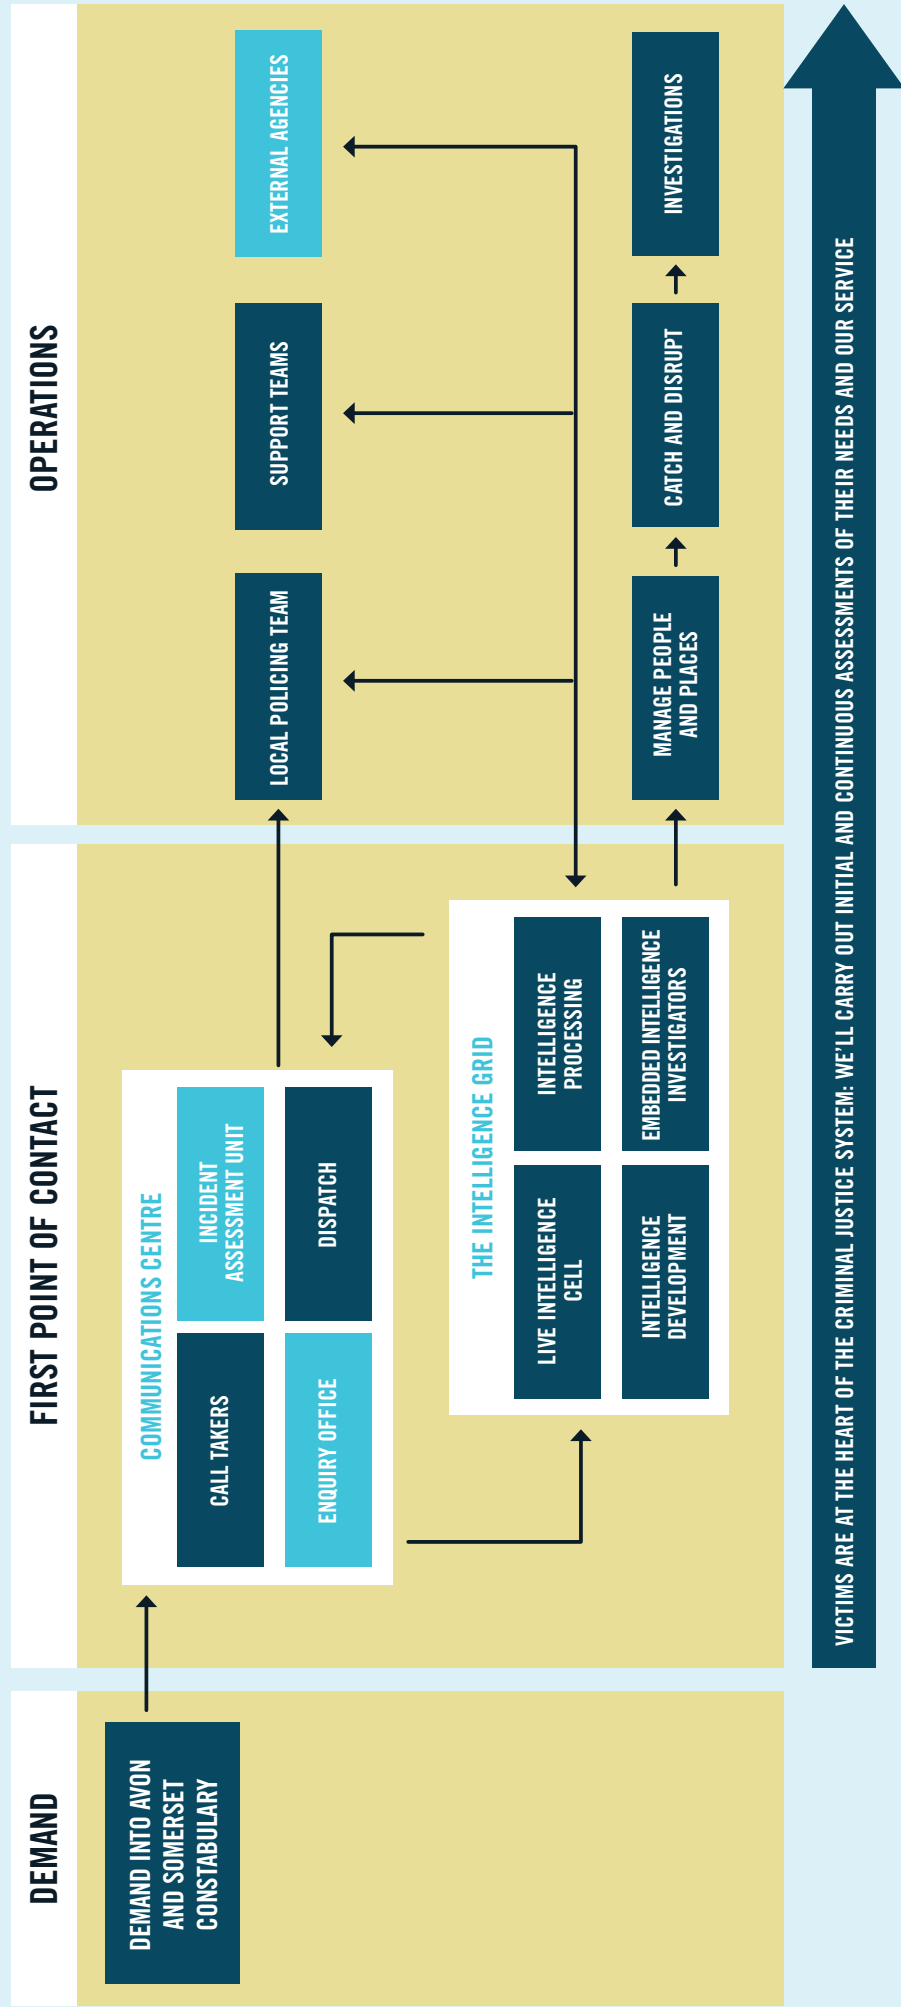 DEMAND
DEMAND INTO AVON
AND SOMERSET
CONSTABULARY
FIRST POINT OF CONTACT
COMMUNICATIONS CENTRE
CALL TAKERS
INCIDENT
ASSESSMENT UNIT
ENQUIRY OFFICE
DISPATCH
THE INTELLIGENCE GRID
LIVE INTELLIGENCE
CELL
INTELLIGENCE
PROCESSING
INTELLIGENCE
DEVELOPMENT
EMBEDDED INTELLIGENCE
INVESTIGATORS
OPERATIONS
LOCAL POLICING TEAM
SUPPORT TEAMS
EXTERNAL AGENCIES
MANAGE PEOPLE
AND PLACES
CATCH AND DISRUPT
INVESTIGATIONS
VICTIMS ARE AT THE HEART OF THE CRIMINAL JUSTICE SYSTEM: WE'LL CARRY OUT INITIAL AND CONTINUOUS ASSESSMENTS OF THEIR NEEDS AND OUR SERVICE